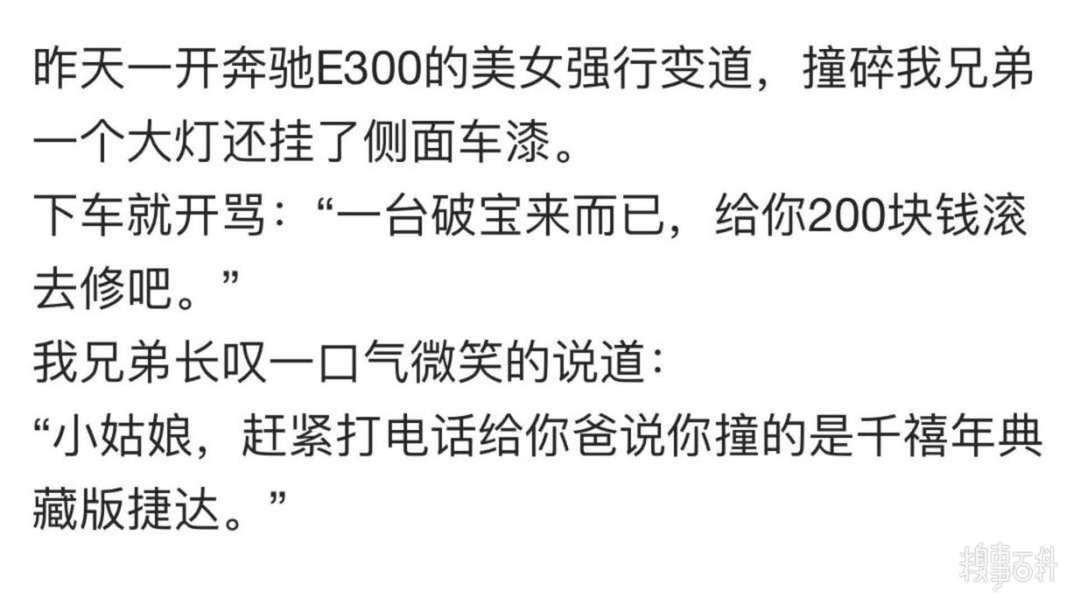 昨天一开奔驰E300的美女强行变道，撞碎我兄弟
一个大灯还挂了侧面车漆。
下车就开骂：“一台破宝来而已，给你200块钱滚
去修吧。”
我兄弟长叹一口气微笑的说道：
“小姑娘，赶紧打电话给你爸说你撞的是千禧年典
藏版捷达。”
糗事百科